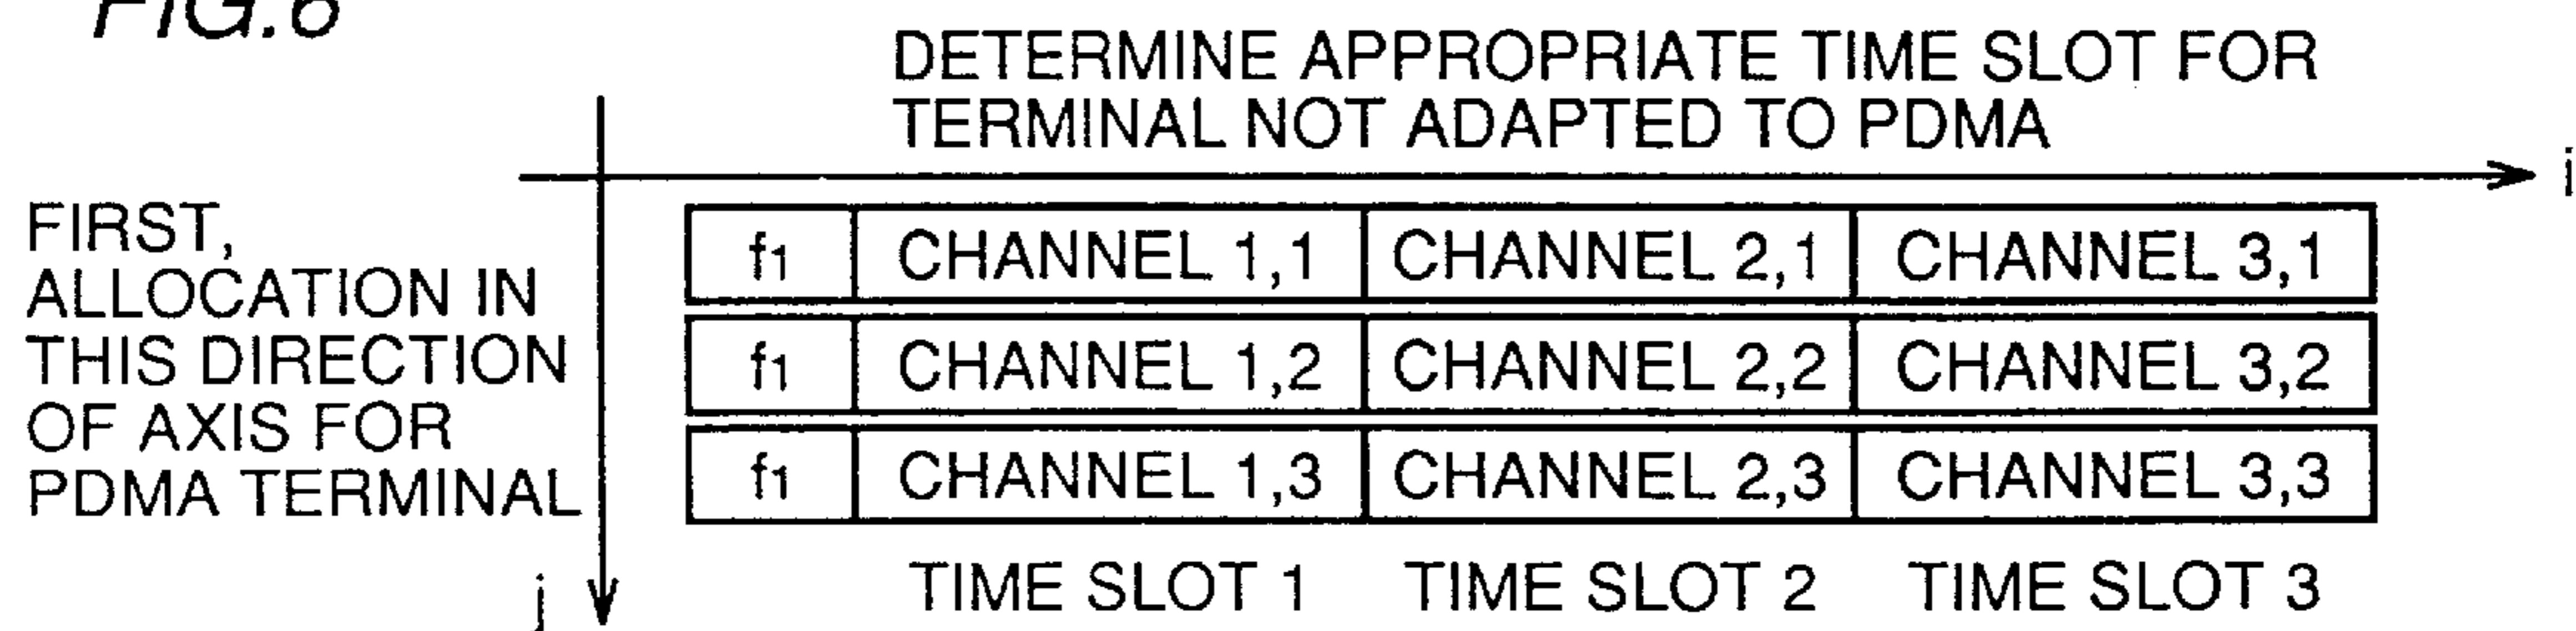 FIG.6
DETERMINE APPROPRIATE TIME SLOT FOR
TERMINAL NOT ADAPTED TO PDMA
i
FIRST,
ALLOCATION IN
THIS DIRECTION
OF AXIS FOR
PDMA TERMINAL
j
f1 CHANNEL 1,1 CHANNEL 2,1 CHANNEL 3,1
f1 CHANNEL 1,2 CHANNEL 2,2 CHANNEL 3,2
f1 CHANNEL 1,3 CHANNEL 2,3 CHANNEL 3,3
TIME SLOT 1 TIME SLOT 2 TIME SLOT 3